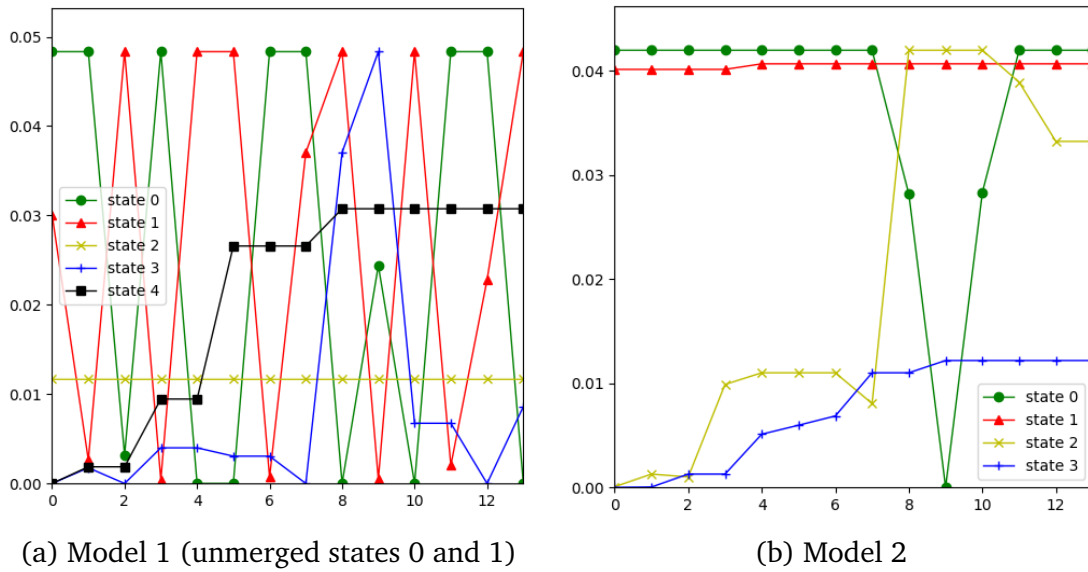 0.05
0.04
0.03
0.02
0.01
0.00
state 0
state 1
state 2
state 3
state 4
0 2 4 6 8 10 12
(a) Model 1 (unmerged states 0 and 1)
0.04
0.03
0.02
0.01
0.00
state 0
state 1
state 2
state 3
0 2 4 6 8 10 12
(b) Model 2